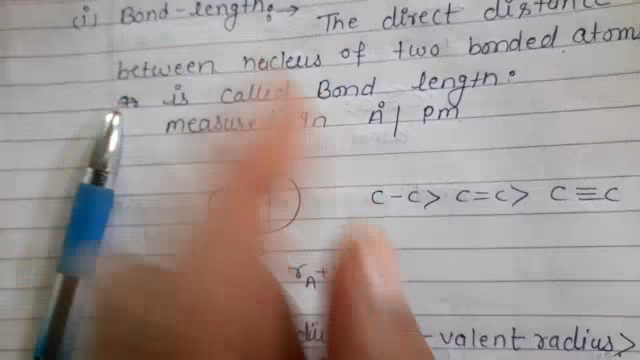 (i) Bond-length:→ The direct distance
between nucleus of two bonded atom
is called Bond length.
measure in Å/ pm
C-C> C=C> C≡C
rA+
-valent radius>